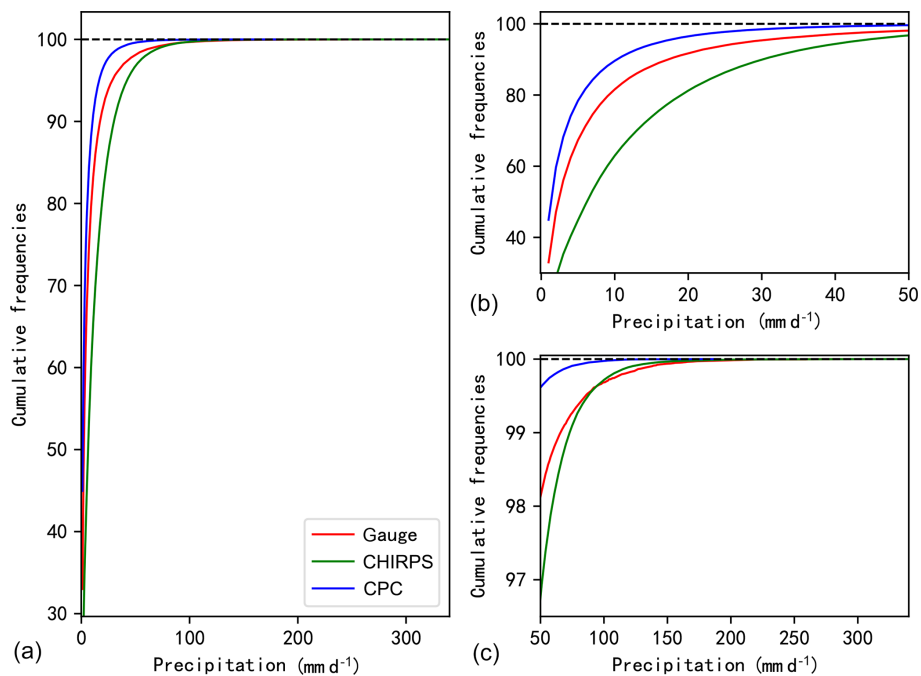 100
90
80
70
60
50
40
30
0
100
200
300
Cumulative frequencies
Precipitation (mm d⁻¹)
Gauge
CHIRPS
CPC
(a)
100
80
60
40
0
10
20
30
40
50
Cumulative frequencies
Precipitation (mm d⁻¹)
(b)
100
99
98
97
50
100
150
200
250
300
Cumulative frequencies
Precipitation (mm d⁻¹)
(c)